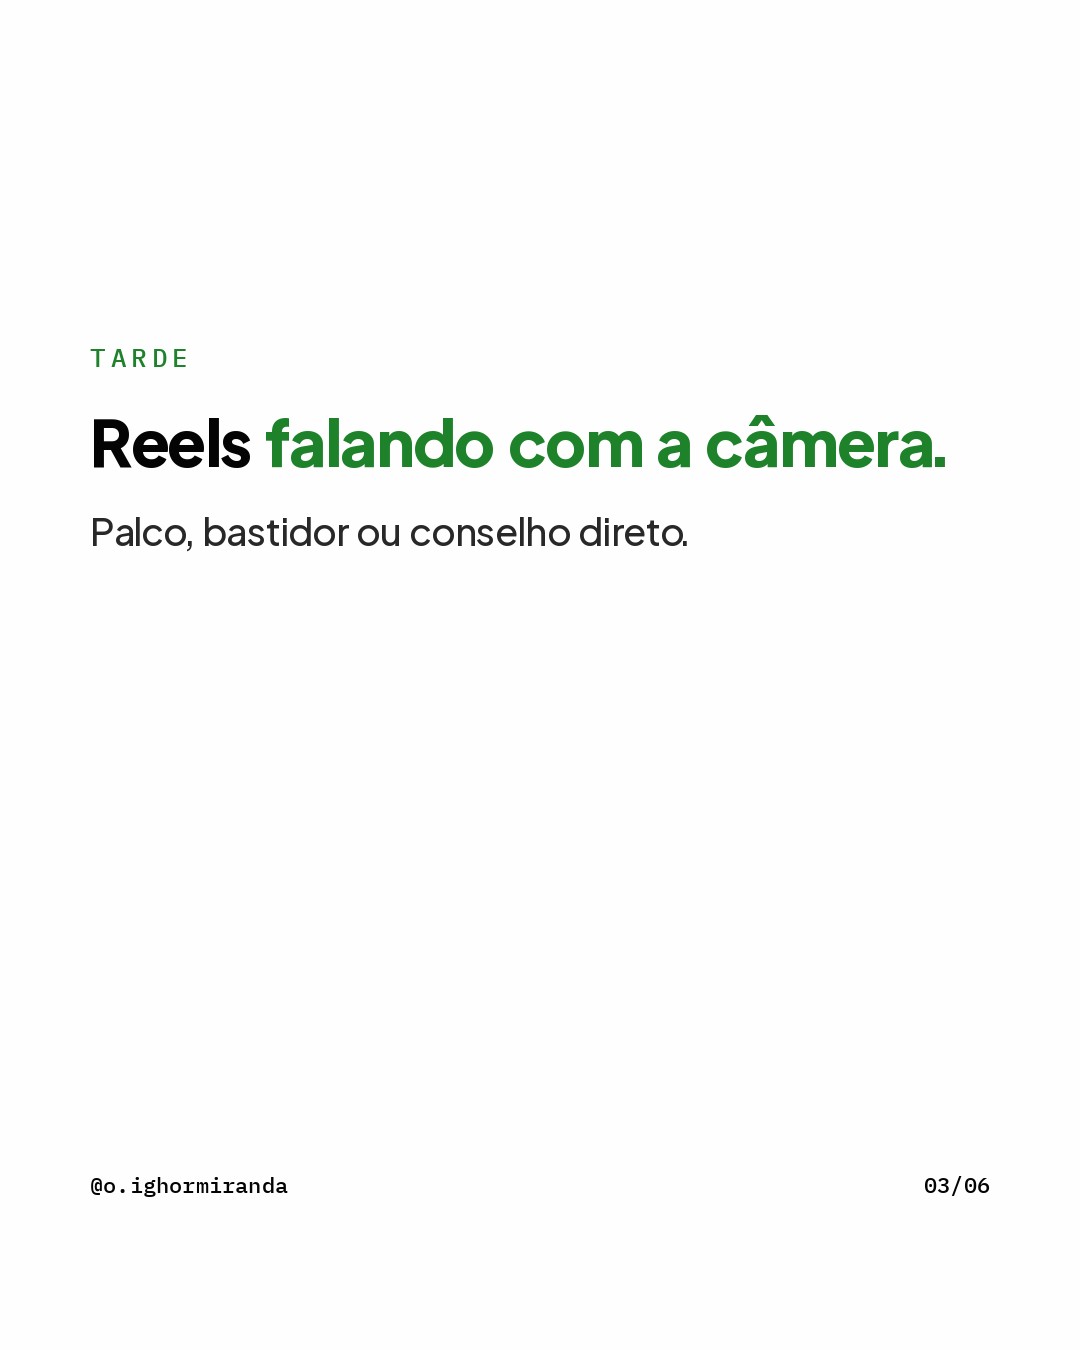 TARDE
Reels falando com a câmera.
Palco, bastidor ou conselho direto.
@o.ighormiranda
03/06